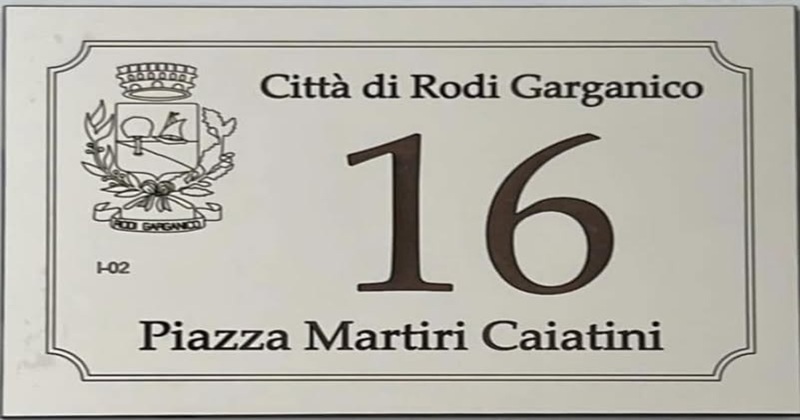 Città di Rodi Garganico
16
RODI GARGANICO
I-02
Piazza Martiri Caiatini